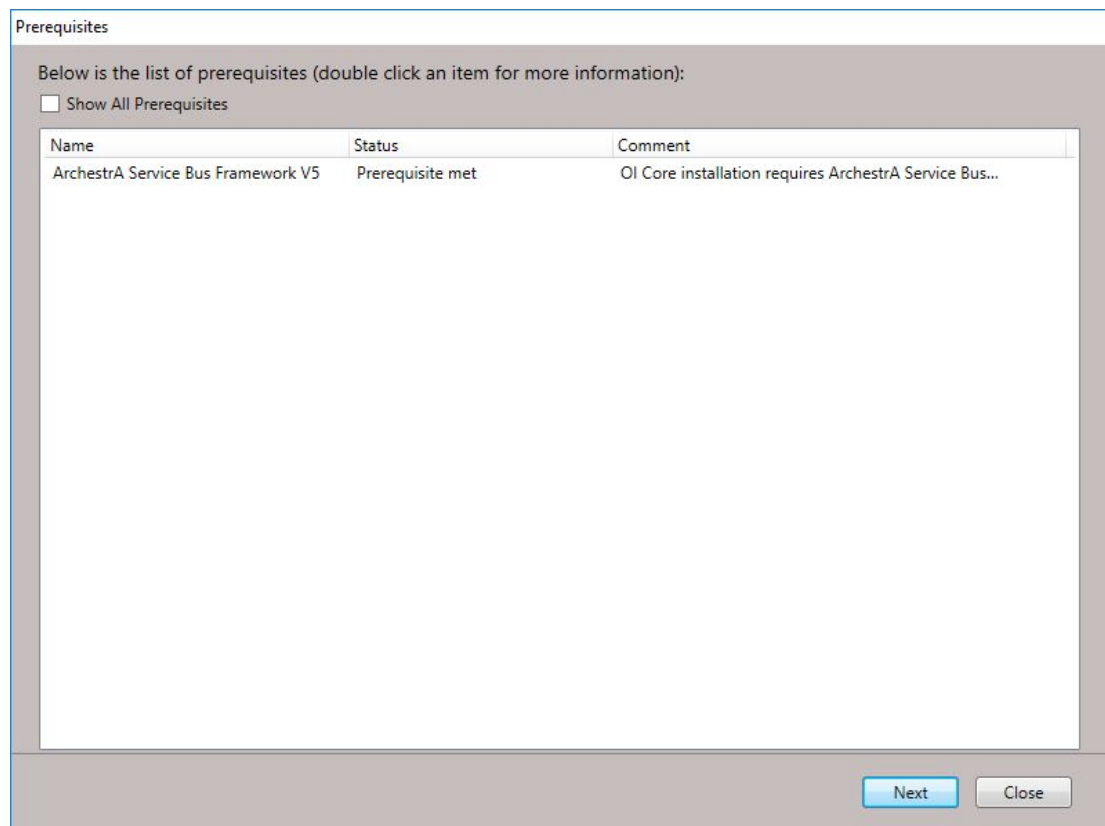 Prerequisites
Below is the list of prerequisites (double click an item for more information):
Show All Prerequisites
Name Status Comment
ArchestrA Service Bus Framework V5 Prerequisite met OI Core installation requires ArchestrA Service Bus...
Next Close